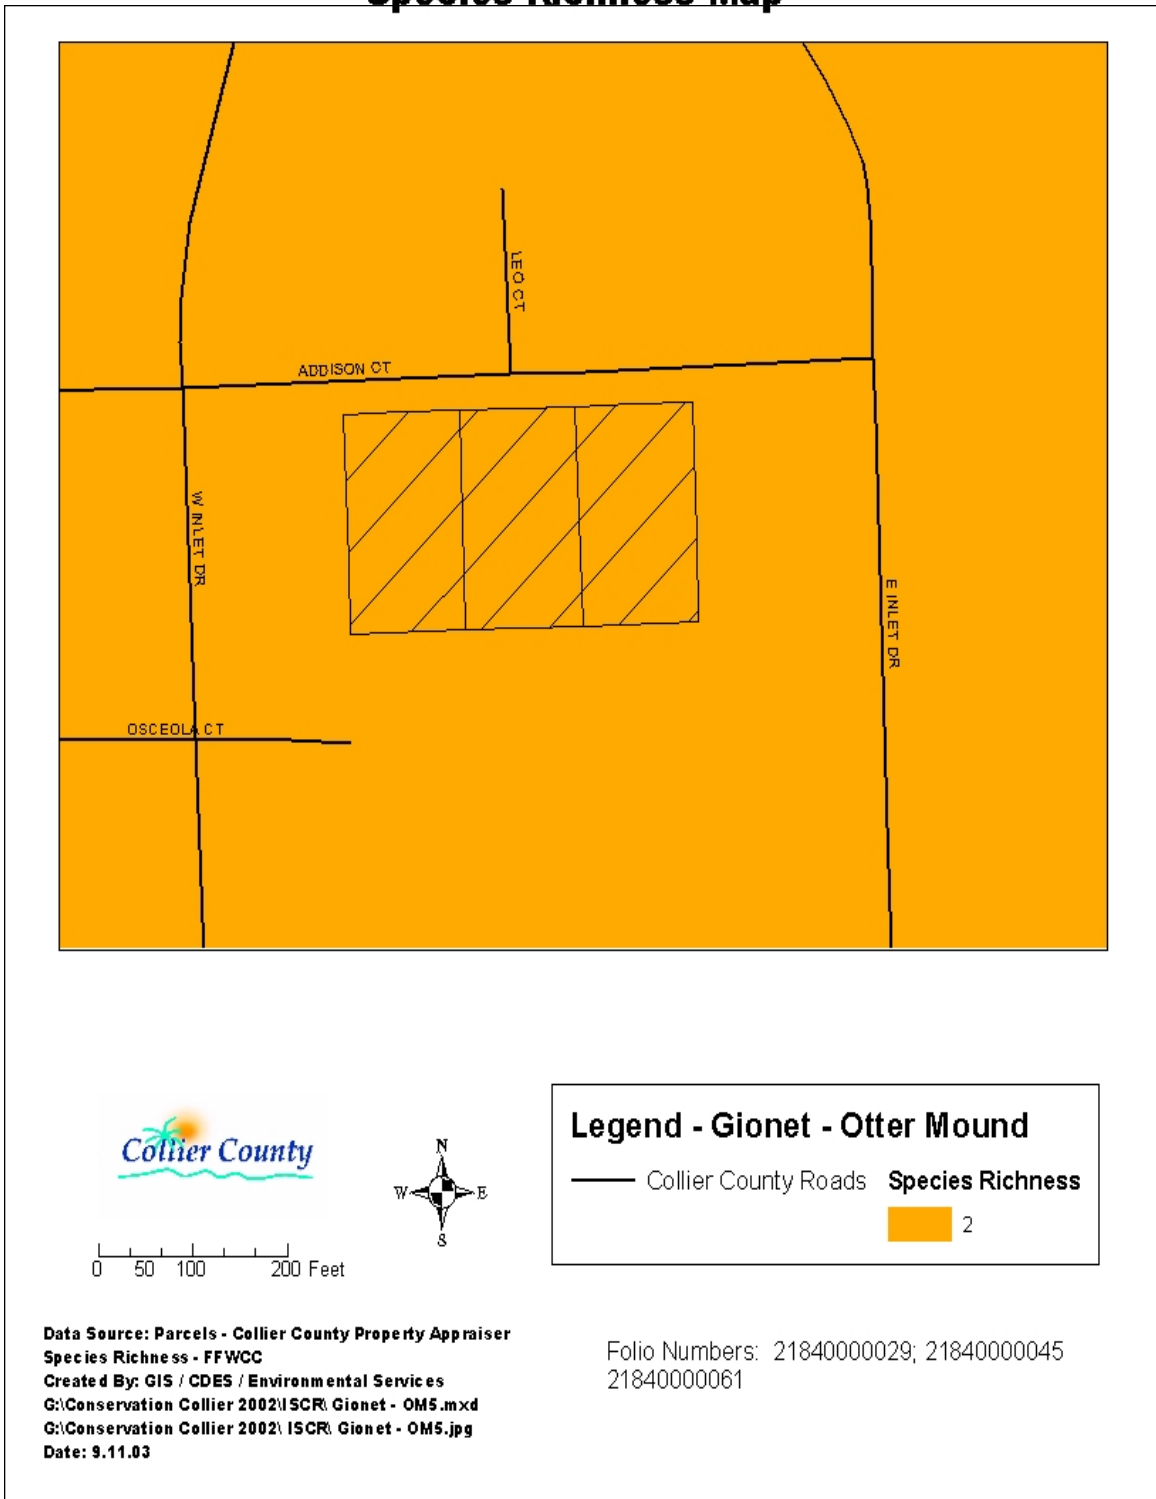 Species Richness Map
LEO CT
ADDISON CT
W INLET DR
E INLET DR
OSCEOLA CT
Collier County
N
W E
S
0 50 100 200 Feet
Legend - Gionet - Otter Mound
Collier County Roads Species Richness
2
Data Source: Parcels - Collier County Property Appraiser
Species Richness - FFWCC
Created By: GIS / CDES / Environmental Services
G:\Conservation Collier 2002\ISCR\ Gionet - OM5.mxd
G:\Conservation Collier 2002\ ISCR\ Gionet - OM5.jpg
Date: 9.11.03
Folio Numbers: 21840000029; 21840000045
21840000061